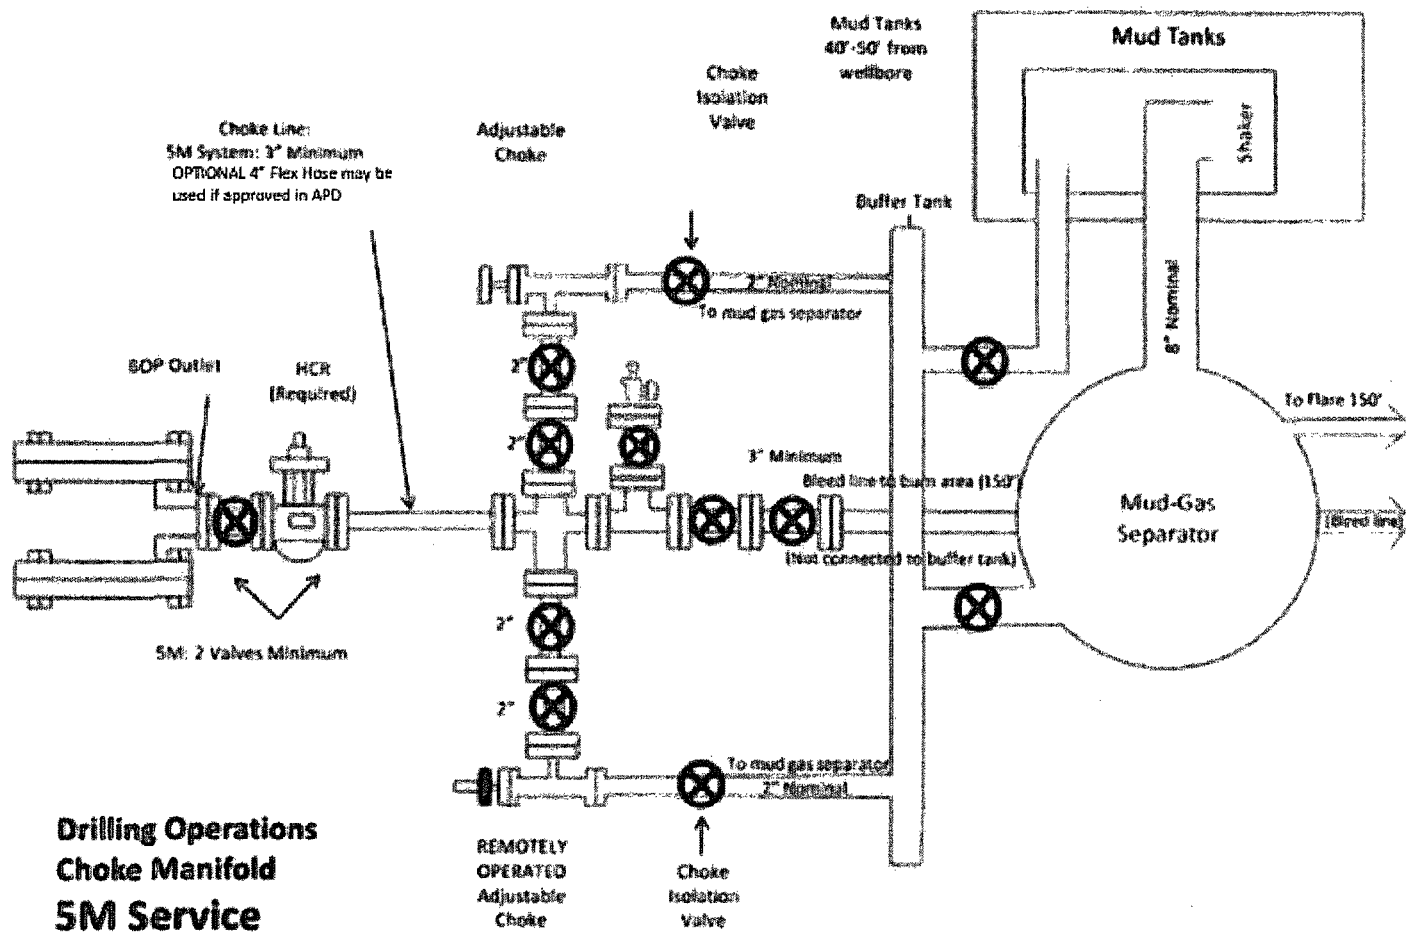 Mud Tanks
40'-50' from
wellbore
Mud Tanks
Shaker
Choke
Isolation
Valve
Choke Line:
5M System: 3" Minimum
OPTIONAL 4" Flex Hose may be
used if approved in APD
Adjustable
Choke
Buffer Tank
2" Nominal
To mud gas separator
8" Nominal
BOP Outlet
HCR
(Required)
2"
2"
To Flare 150'
3" Minimum
Bleed line to burn area (150')
Mud-Gas
Separator
(Bleed line)
(Not connected to buffer tank)
2"
5M: 2 Valves Minimum
2"
To mud gas separator
2" Nominal
Drilling Operations
Choke Manifold
5M Service
REMOTELY
OPERATED
Adjustable
Choke
Choke
Isolation
Valve